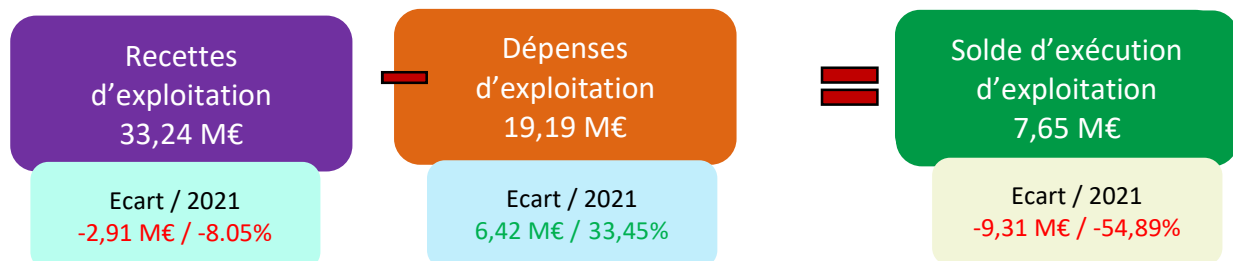 Recettes
d’exploitation
33,24 M€
Ecart / 2021
-2,91 M€ / -8.05%
Dépenses
d’exploitation
19,19 M€
Ecart / 2021
6,42 M€ / 33,45%
Solde d’exécution
d’exploitation
7,65 M€
Ecart / 2021
-9,31 M€ / -54,89%